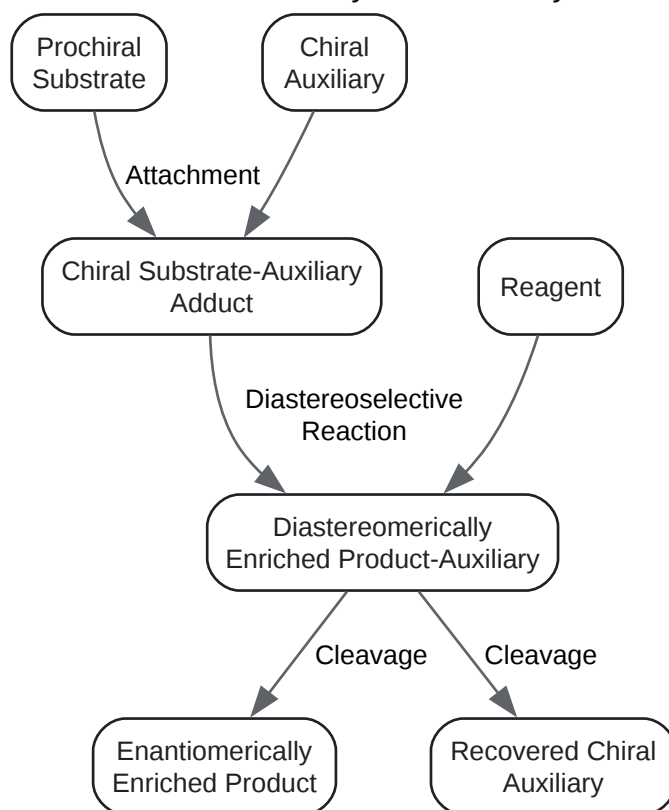 Prochiral
Substrate
Chiral
Auxiliary
Attachment
Chiral Substrate-Auxiliary
Adduct
Reagent
Diastereoselective
Reaction
Diastereomerically
Enriched Product-Auxiliary
Cleavage
Cleavage
Enantiomerically
Enriched Product
Recovered Chiral
Auxiliary